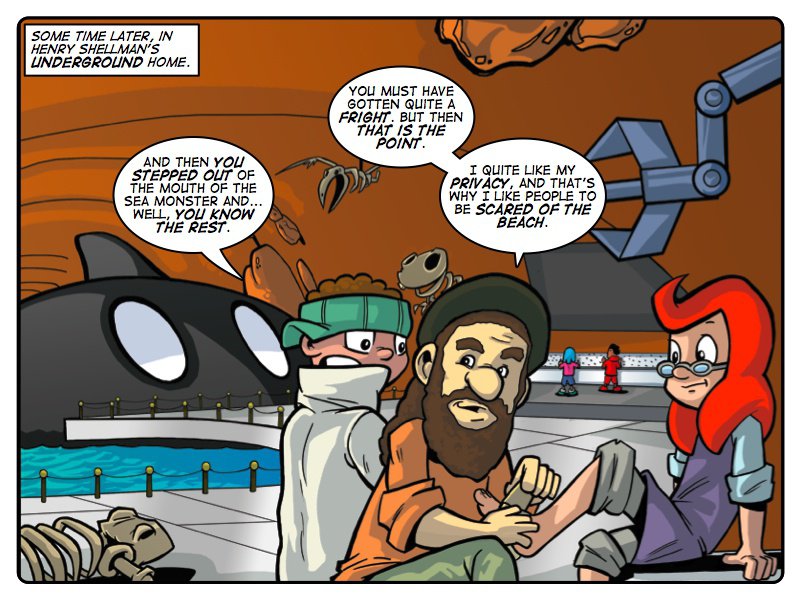 SOME TIME LATER, IN
HENRY SHELLMAN'S
UNDERGROUND HOME.
AND THEN YOU
STEPPED OUT OF
THE MOUTH OF THE
SEA MONSTER AND...
WELL, YOU KNOW
THE REST.
YOU MUST HAVE
GOTTEN QUITE A
FRIGHT. BUT THEN
THAT IS THE
POINT.
I QUITE LIKE MY
PRIVACY, AND THAT'S
WHY I LIKE PEOPLE TO
BE SCARED OF THE
BEACH.